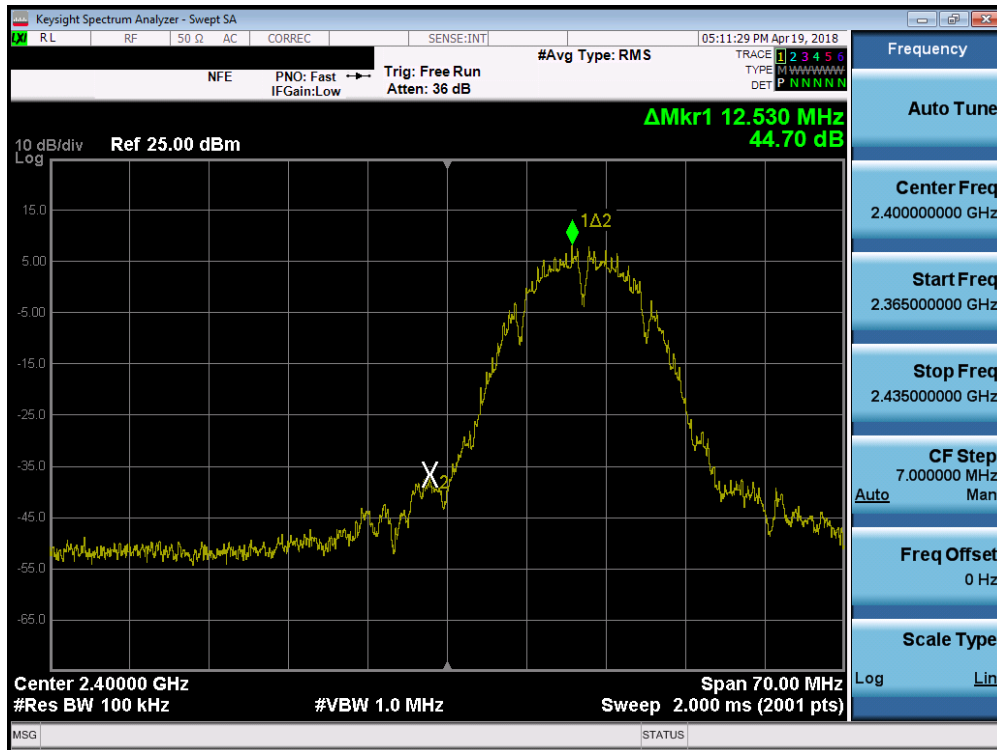 Keysight Spectrum Analyzer - Swept SA
LXI RL RF 50 Ω AC CORREC SENSE:INT 05:11:29 PM Apr 19, 2018
#Avg Type: RMS TRACE 1 2 3 4 5 6
NFE PNO: Fast Trig: Free Run TYPE M WWWWW
IFGain:Low Atten: 36 dB DET P N N N N N
ΔMkr1 12.530 MHz
44.70 dB
10 dB/div Ref 25.00 dBm
Log
15.0
1Δ2
5.00
-5.00
-15.0
-25.0
-35.0
X2
-45.0
-55.0
-65.0
Center 2.40000 GHz Span 70.00 MHz
#Res BW 100 kHz #VBW 1.0 MHz Sweep 2.000 ms (2001 pts)
MSG STATUS
Frequency
Auto Tune
Center Freq
2.400000000 GHz
Start Freq
2.365000000 GHz
Stop Freq
2.435000000 GHz
CF Step
7.000000 MHz
Auto Man
Freq Offset
0 Hz
Scale Type
Log Lin